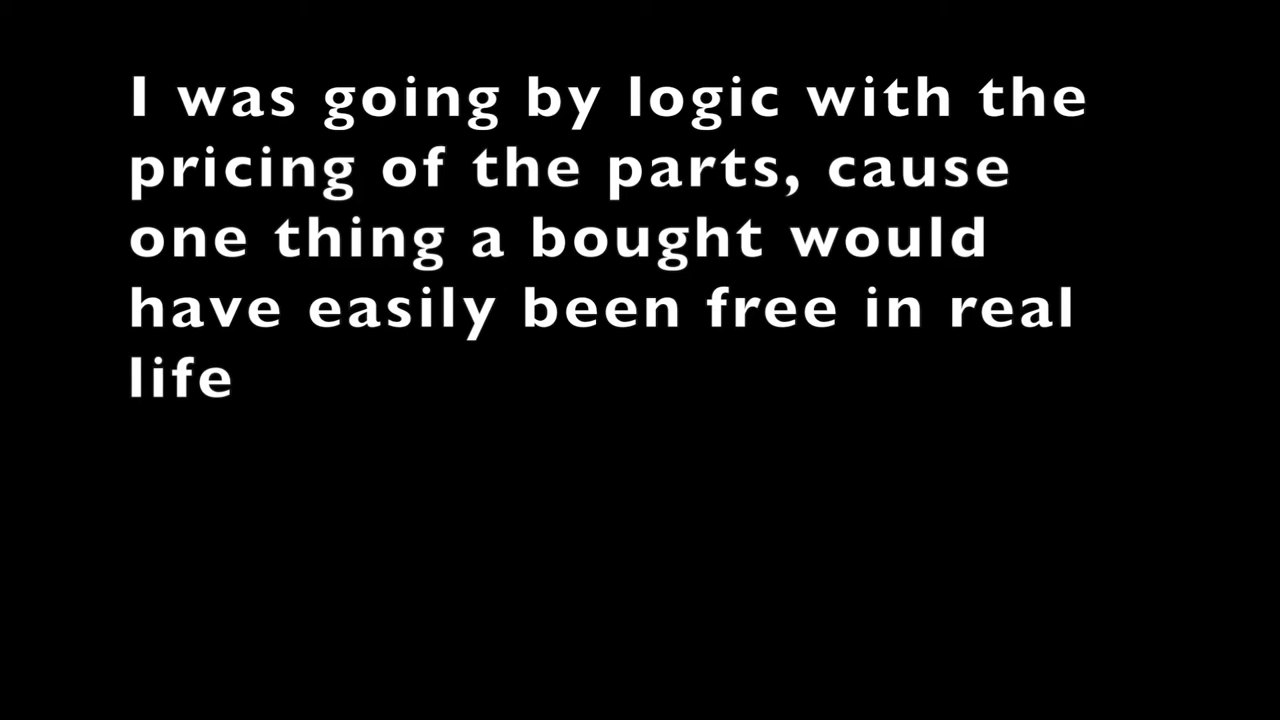 I was going by logic with the
pricing of the parts, cause
one thing a bought would
have easily been free in real
life